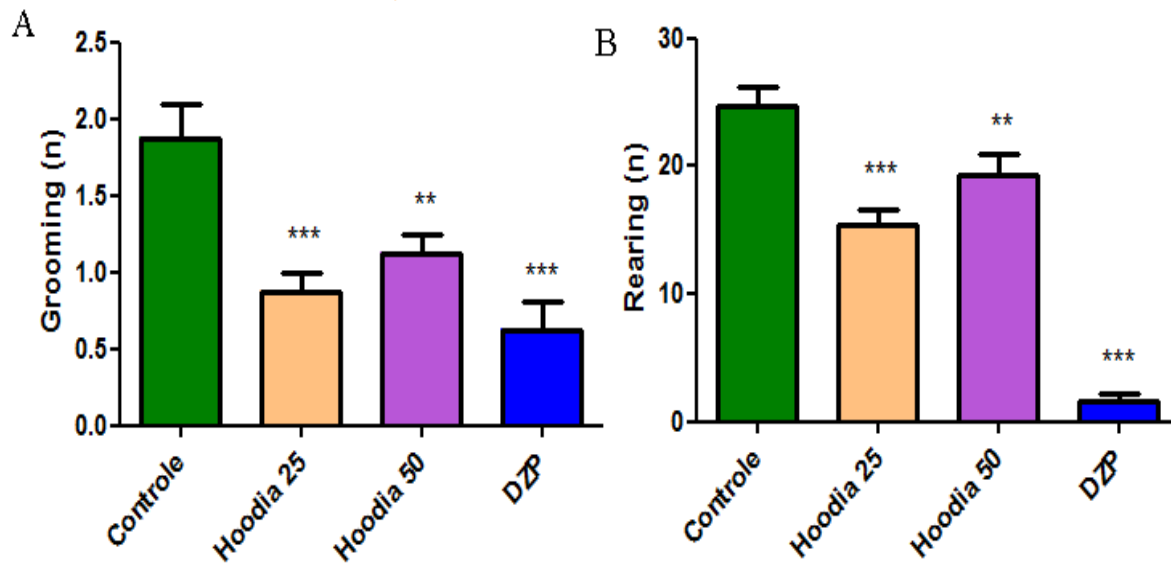 A
Grooming (n)
2.5
2.0
1.5
1.0
0.5
0.0
***
**
***
Controle
Hoodia 25
Hoodia 50
DZP
B
Rearing (n)
30
20
10
0
***
**
***
Controle
Hoodia 25
Hoodia 50
DZP